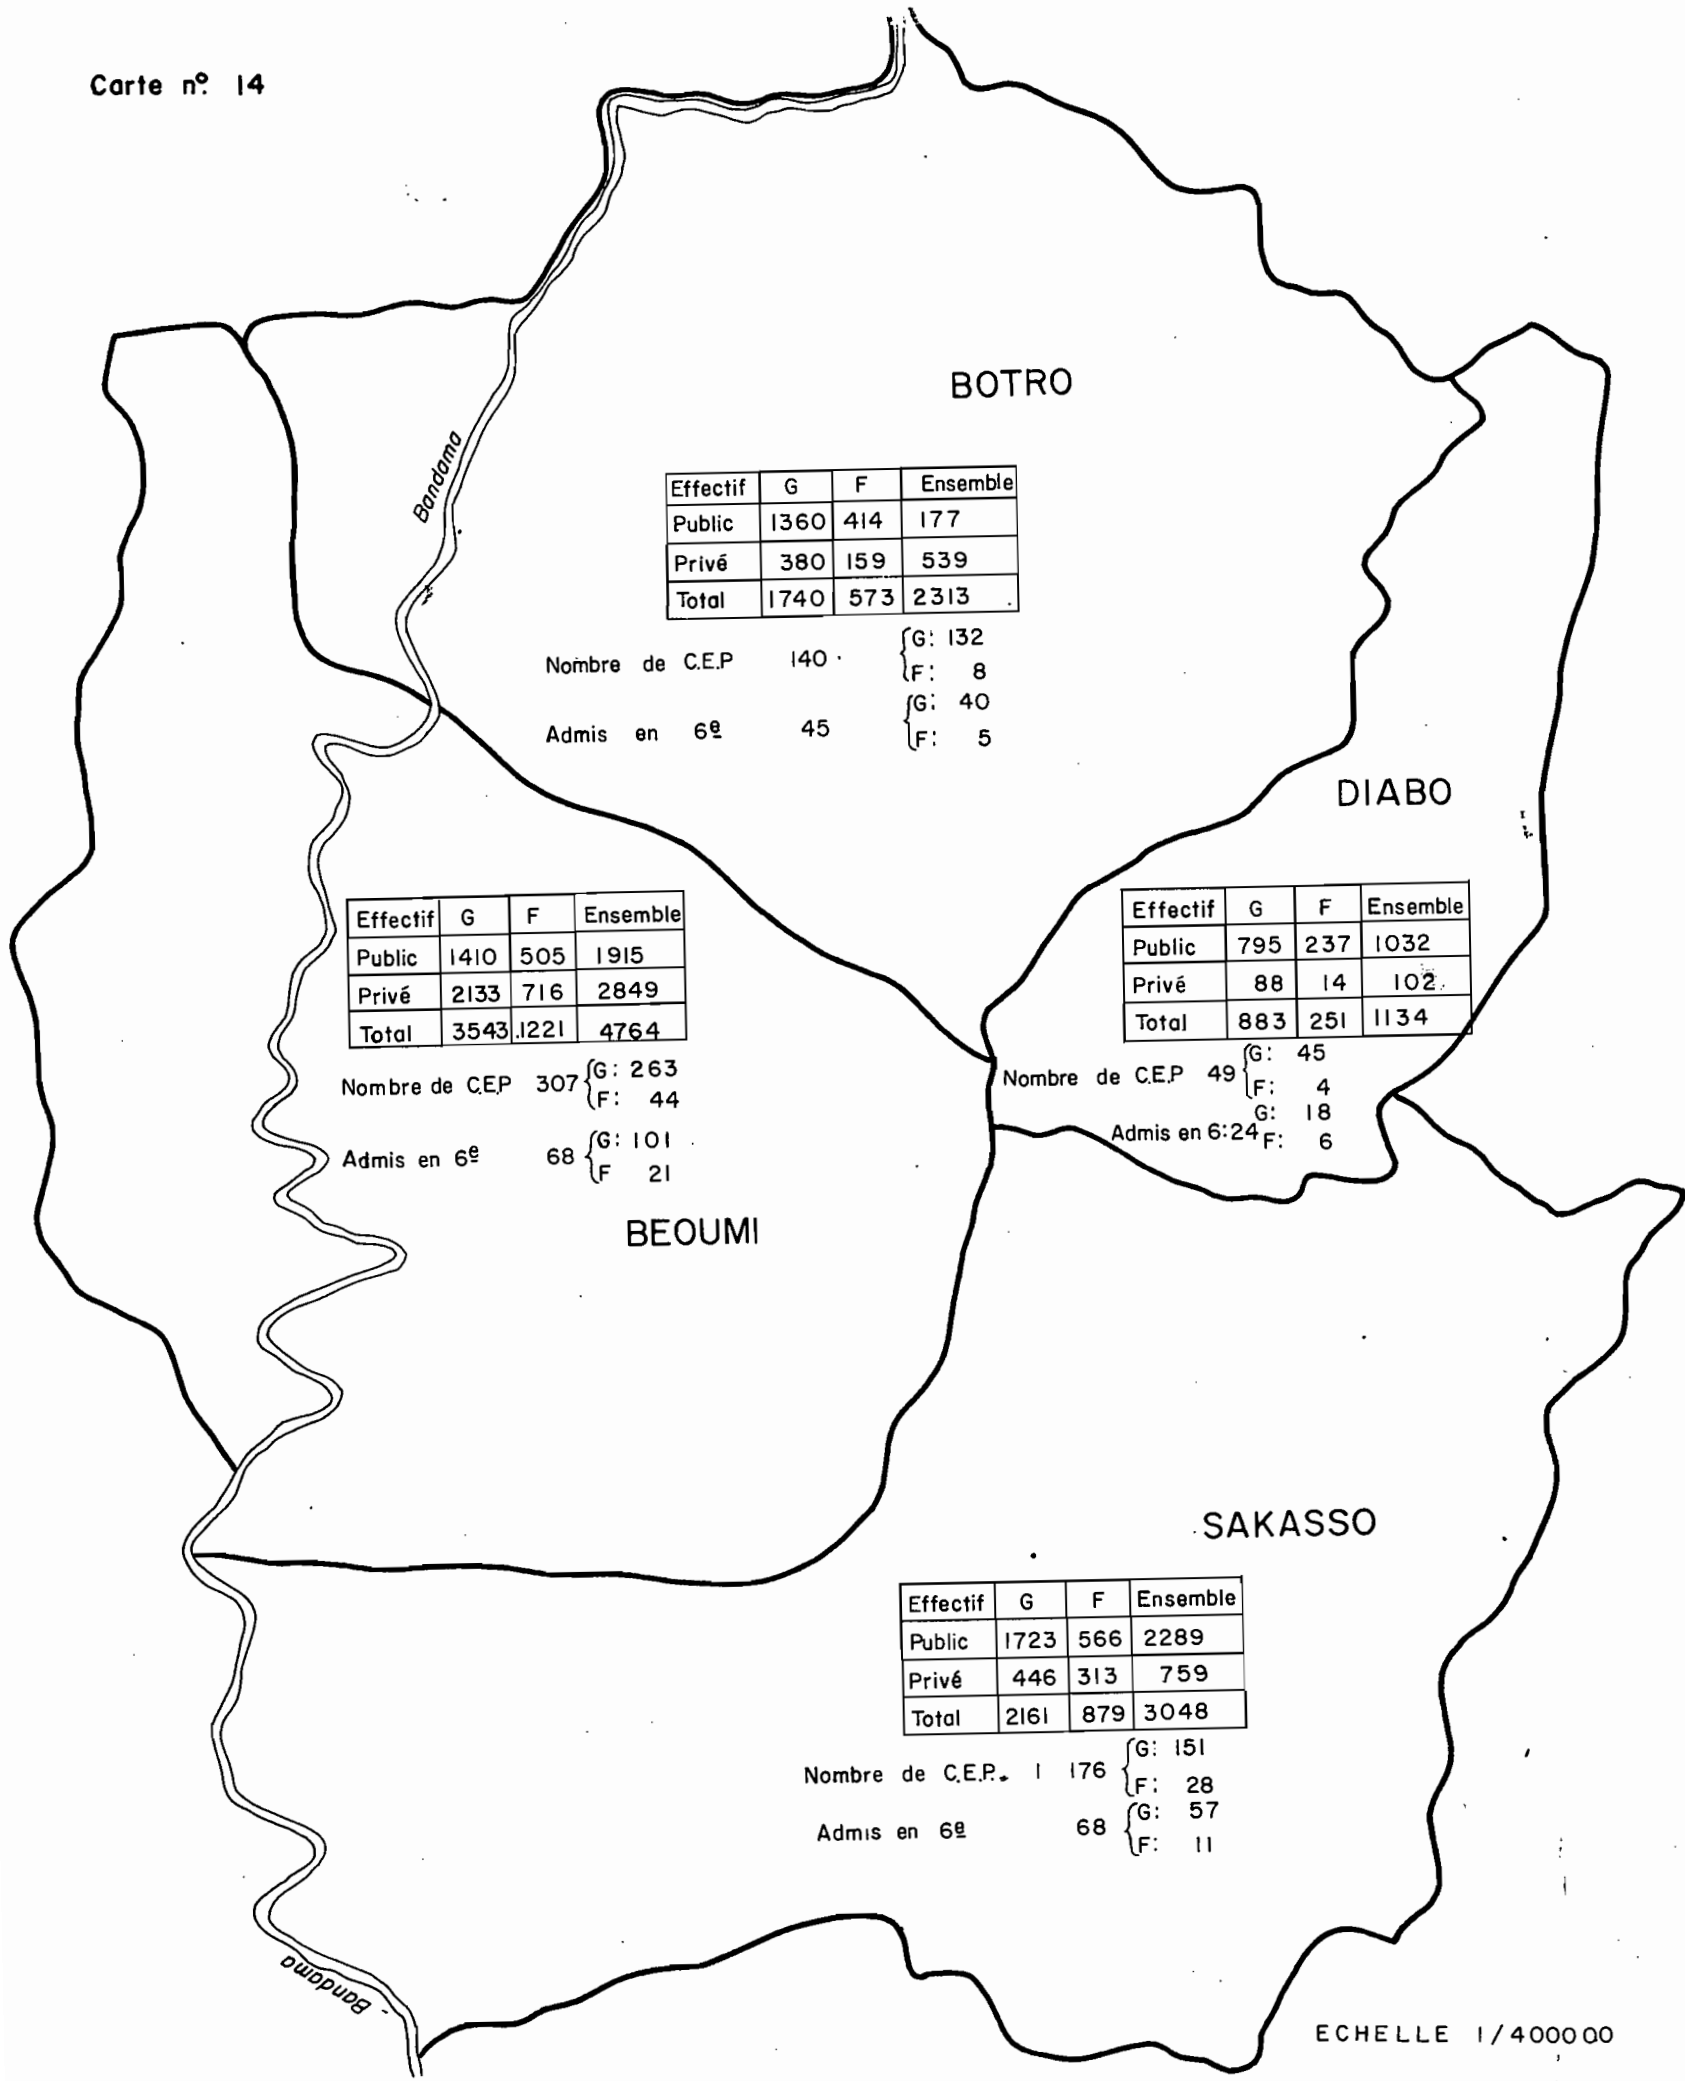 Carte nº. 14
BOTRO
Bandama
Effectif G F Ensemble
Public 1360 414 177
Privé 380 159 539
Total 1740 573 2313
Nombre de C.E.P 140 { G: 132
F: 8
Admis en 6e 45 { G: 40
F: 5
DIABO
Effectif G F Ensemble
Public 795 237 1032
Privé 88 14 102
Total 883 251 1134
Nombre de C.E.P 49 { G: 45
F: 4
Admis en 6:24 G: 18
F: 6
Effectif G F Ensemble
Public 1410 505 1915
Privé 2133 716 2849
Total 3543 1221 4764
Nombre de C.E.P 307 { G: 263
F: 44
Admis en 6e 68 { G: 101
F 21
BEOUMI
SAKASSO
Effectif G F Ensemble
Public 1723 566 2289
Privé 446 313 759
Total 2161 879 3048
Nombre de C.E.P. 1 176 { G: 151
F: 28
Admis en 6e 68 { G: 57
F: 11
Bandama
ECHELLE 1/400000